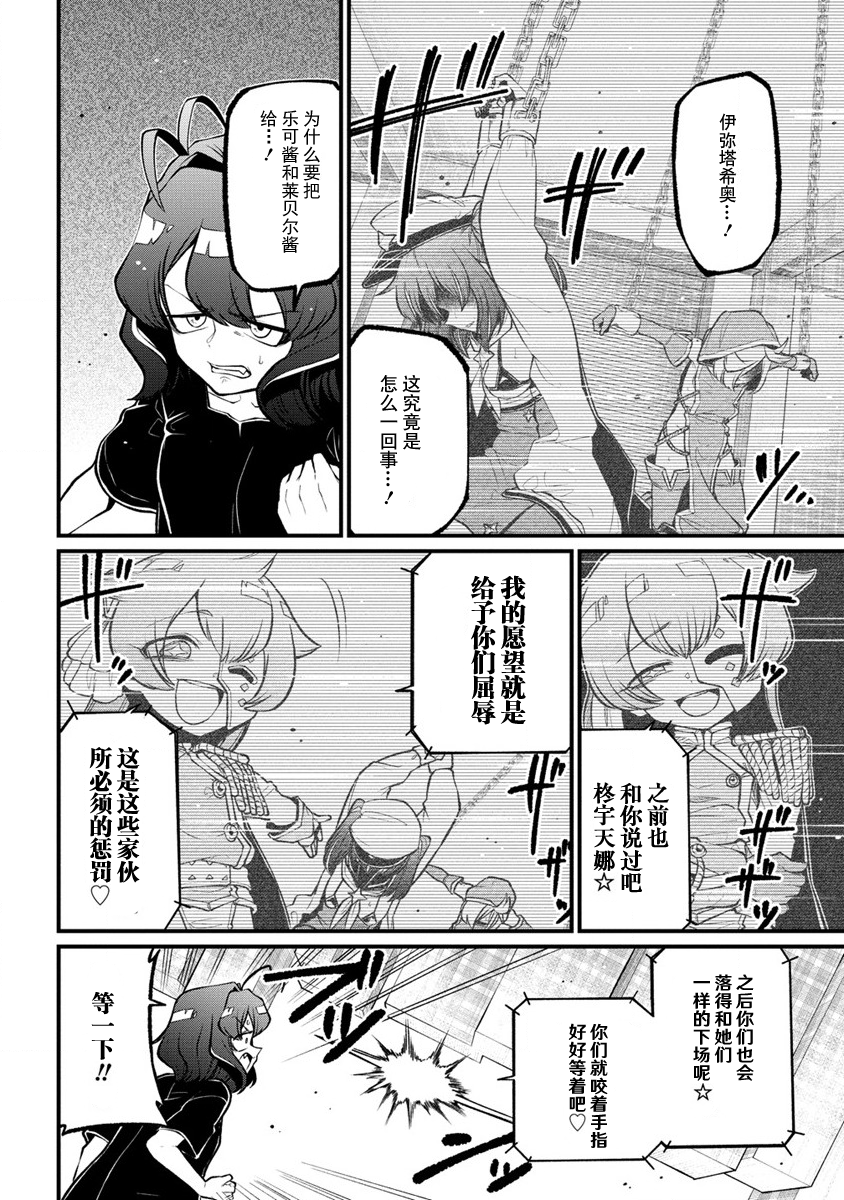 伊弥塔希奥…！
这究竟是
怎么一回事…！
为什么要把
乐可酱和莱贝尔酱
给…！
之前也
和你说过吧
柊宇天娜☆
我的愿望就是
给予你们屈辱
这是这些家伙
所必须的惩罚♡
之后你们也会
落得和她们
一样的下场呢☆
你们就咬着手指
好好等着吧♡
等一下!!